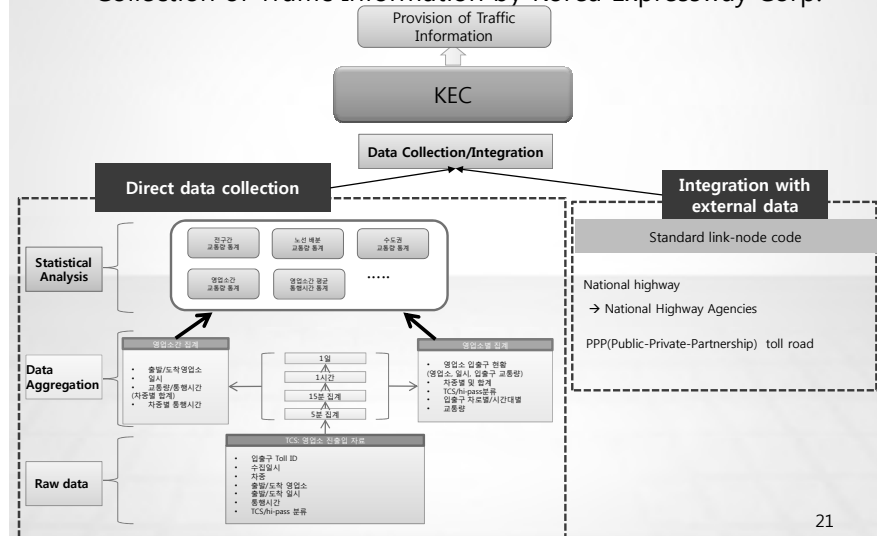 Collection of Traffic Information by Korea Expressway Corp.
Provision of Traffic
Information
KEC
Data Collection/Integration
Direct data collection
Integration with
external data
Statistical
Analysis
전구간
교통량 통계
노선 배분
교통량 통계
수도권
교통량 통계
영업소간
교통량 통계
영업소간 평균
통행시간 통계
.....
Standard link-node code
National highway
→ National Highway Agencies
PPP(Public-Private-Partnership) toll road
Data
Aggregation
영업소간 집계
• 출발/도착영업소
• 일시
• 교통량/통행시간
(차종별 합계)
• 차종별 통행시간
1일
1시간
15분 집계
5분 집계
영업소별 집계
• 영업소 입출구 현황
(영업소, 일시, 입출구 교통량)
• 차종별 및 합계
• TCS/hi-pass분류
• 입출구 자료별/시간대별
• 교통량
Raw data
TCS: 영업소 진출입 자료
• 입출구 Toll ID
• 수집일시
• 차종
• 출발/도착 영업소
• 출발/도착 일시
• 통행시간
• TCS/hi-pass 분류
21